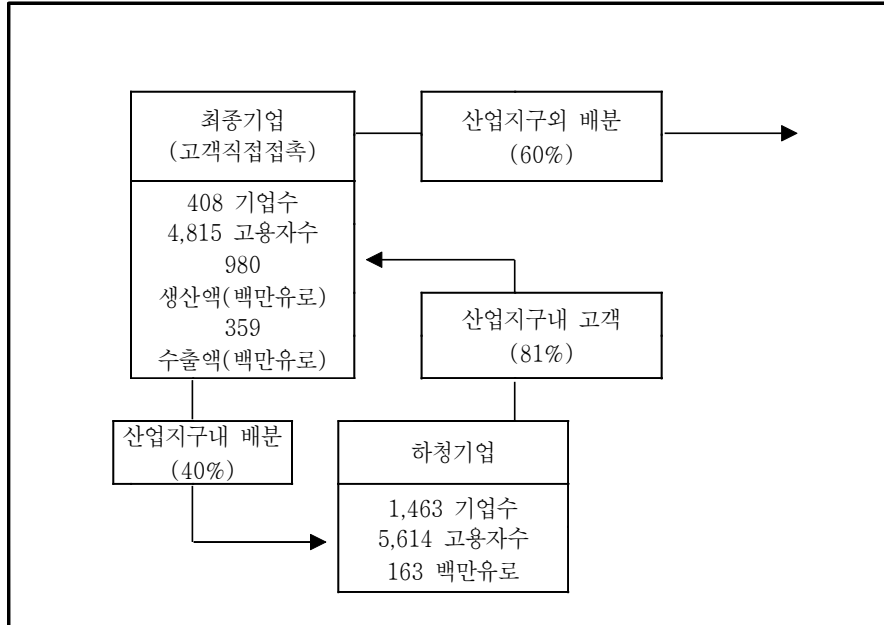 최종기업
(고객직접접촉)
408 기업수
4,815 고용자수
980
생산액(백만유로)
359
수출액(백만유로)
산업지구외 배분
(60%)
산업지구내 고객
(81%)
산업지구내 배분
(40%)
하청기업
1,463 기업수
5,614 고용자수
163 백만유로